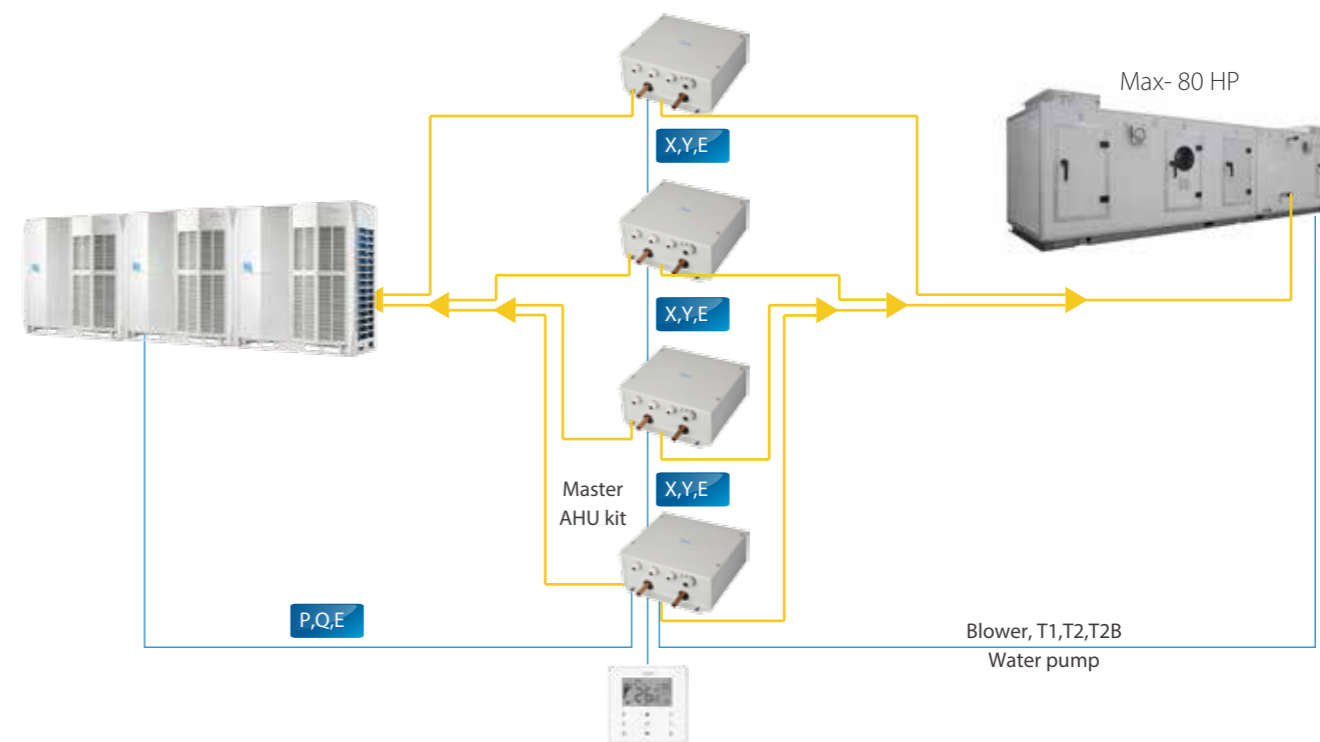 Max- 80 HP
X,Y,E
X,Y,E
X,Y,E
Master
AHU kit
P,Q,E
Blower, T1,T2,T2B
Water pump